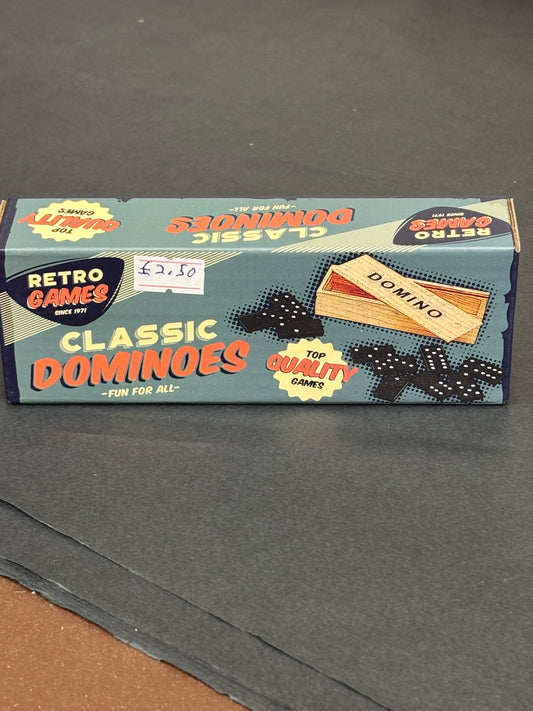 TOP
QUALITY
GAMES
CLASSIC
DOMINOES
-FUN FOR ALL-
RETRO
GAMES
SINCE 1971
RETRO
GAMES
SINCE 1971
£2.50
CLASSIC
DOMINOES
-FUN FOR ALL-
DOMINO
TOP
QUALITY
GAMES